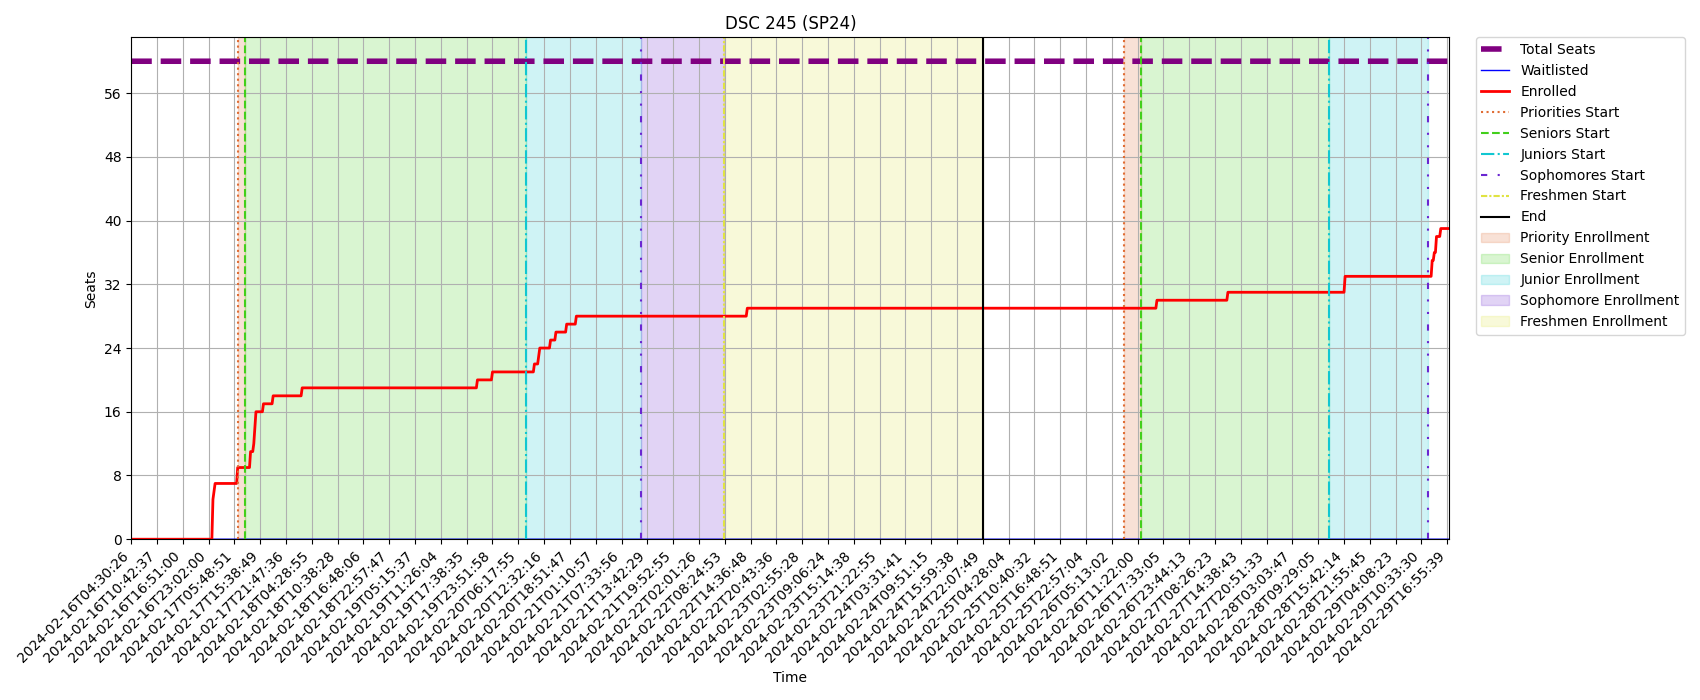 DSC 245 (SP24)
Seats
56
48
40
32
24
16
8
0
2024-02-16T04:30:26
2024-02-16T10:42:37
2024-02-16T16:51:00
2024-02-16T23:02:00
2024-02-17T05:48:51
2024-02-17T15:38:49
2024-02-17T21:47:36
2024-02-18T04:28:55
2024-02-18T10:38:28
2024-02-18T16:48:06
2024-02-18T22:57:47
2024-02-19T05:15:37
2024-02-19T11:26:04
2024-02-19T17:38:35
2024-02-19T23:51:58
2024-02-20T06:17:55
2024-02-20T12:32:16
2024-02-20T18:51:47
2024-02-21T01:10:57
2024-02-21T07:33:56
2024-02-21T13:42:29
2024-02-21T19:52:55
2024-02-22T02:01:26
2024-02-22T08:24:53
2024-02-22T14:36:48
2024-02-22T20:43:36
2024-02-23T02:55:28
2024-02-23T09:06:24
2024-02-23T15:14:38
2024-02-23T21:22:55
2024-02-24T03:31:41
2024-02-24T09:51:15
2024-02-24T15:59:38
2024-02-24T22:07:49
2024-02-25T04:28:04
2024-02-25T10:40:32
2024-02-25T16:48:51
2024-02-25T22:57:04
2024-02-26T05:13:02
2024-02-26T11:22:00
2024-02-26T17:33:05
2024-02-26T23:44:13
2024-02-27T08:26:23
2024-02-27T14:38:43
2024-02-27T20:51:33
2024-02-28T03:03:47
2024-02-28T09:29:05
2024-02-28T15:42:14
2024-02-28T21:55:45
2024-02-29T04:08:23
2024-02-29T10:33:30
2024-02-29T16:55:39
Time
Total Seats
Waitlisted
Enrolled
Priorities Start
Seniors Start
Juniors Start
Sophomores Start
Freshmen Start
End
Priority Enrollment
Senior Enrollment
Junior Enrollment
Sophomore Enrollment
Freshmen Enrollment